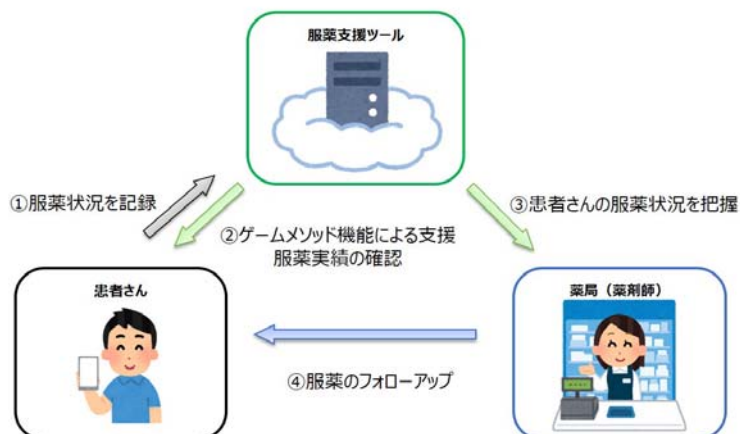 服薬支援ツール
①服薬状況を記録
③患者さんの服薬状況を把握
②ゲームメソッド機能による支援
服薬実績の確認
患者さん
薬局（薬剤師）
④服薬のフォローアップ